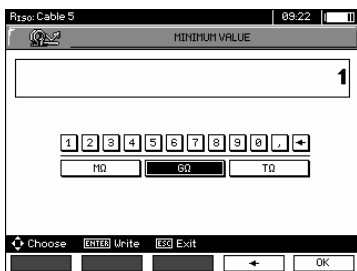 RISO: Cable 5 09:22
MINIMUM VALUE
1
1 2 3 4 5 6 7 8 9 0 , ←
MΩ GΩ TΩ
Choose ENTER Write ESC Exit
← OK